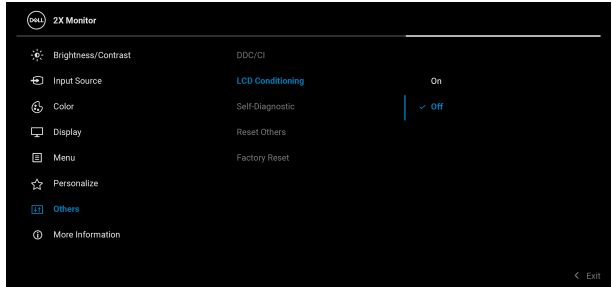 DELL 2X Monitor
Brightness/Contrast DDC/CI
Input Source LCD Conditioning On
Color Self-Diagnostic Off
Display Reset Others
Menu Factory Reset
Personalize
Others
More Information
Exit